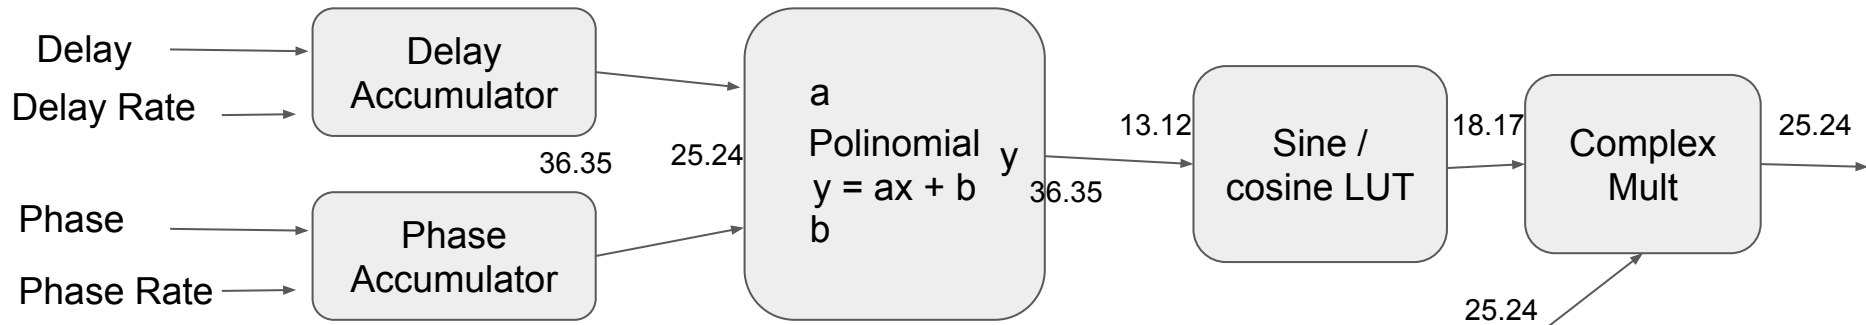 Delay
Delay Rate
Delay
Accumulator
36.35
25.24
Phase
Phase Rate
Phase
Accumulator
a
Polinomial
y = ax + b
b
y
36.35
13.12
Sine /
cosine LUT
18.17
Complex
Mult
25.24
25.24